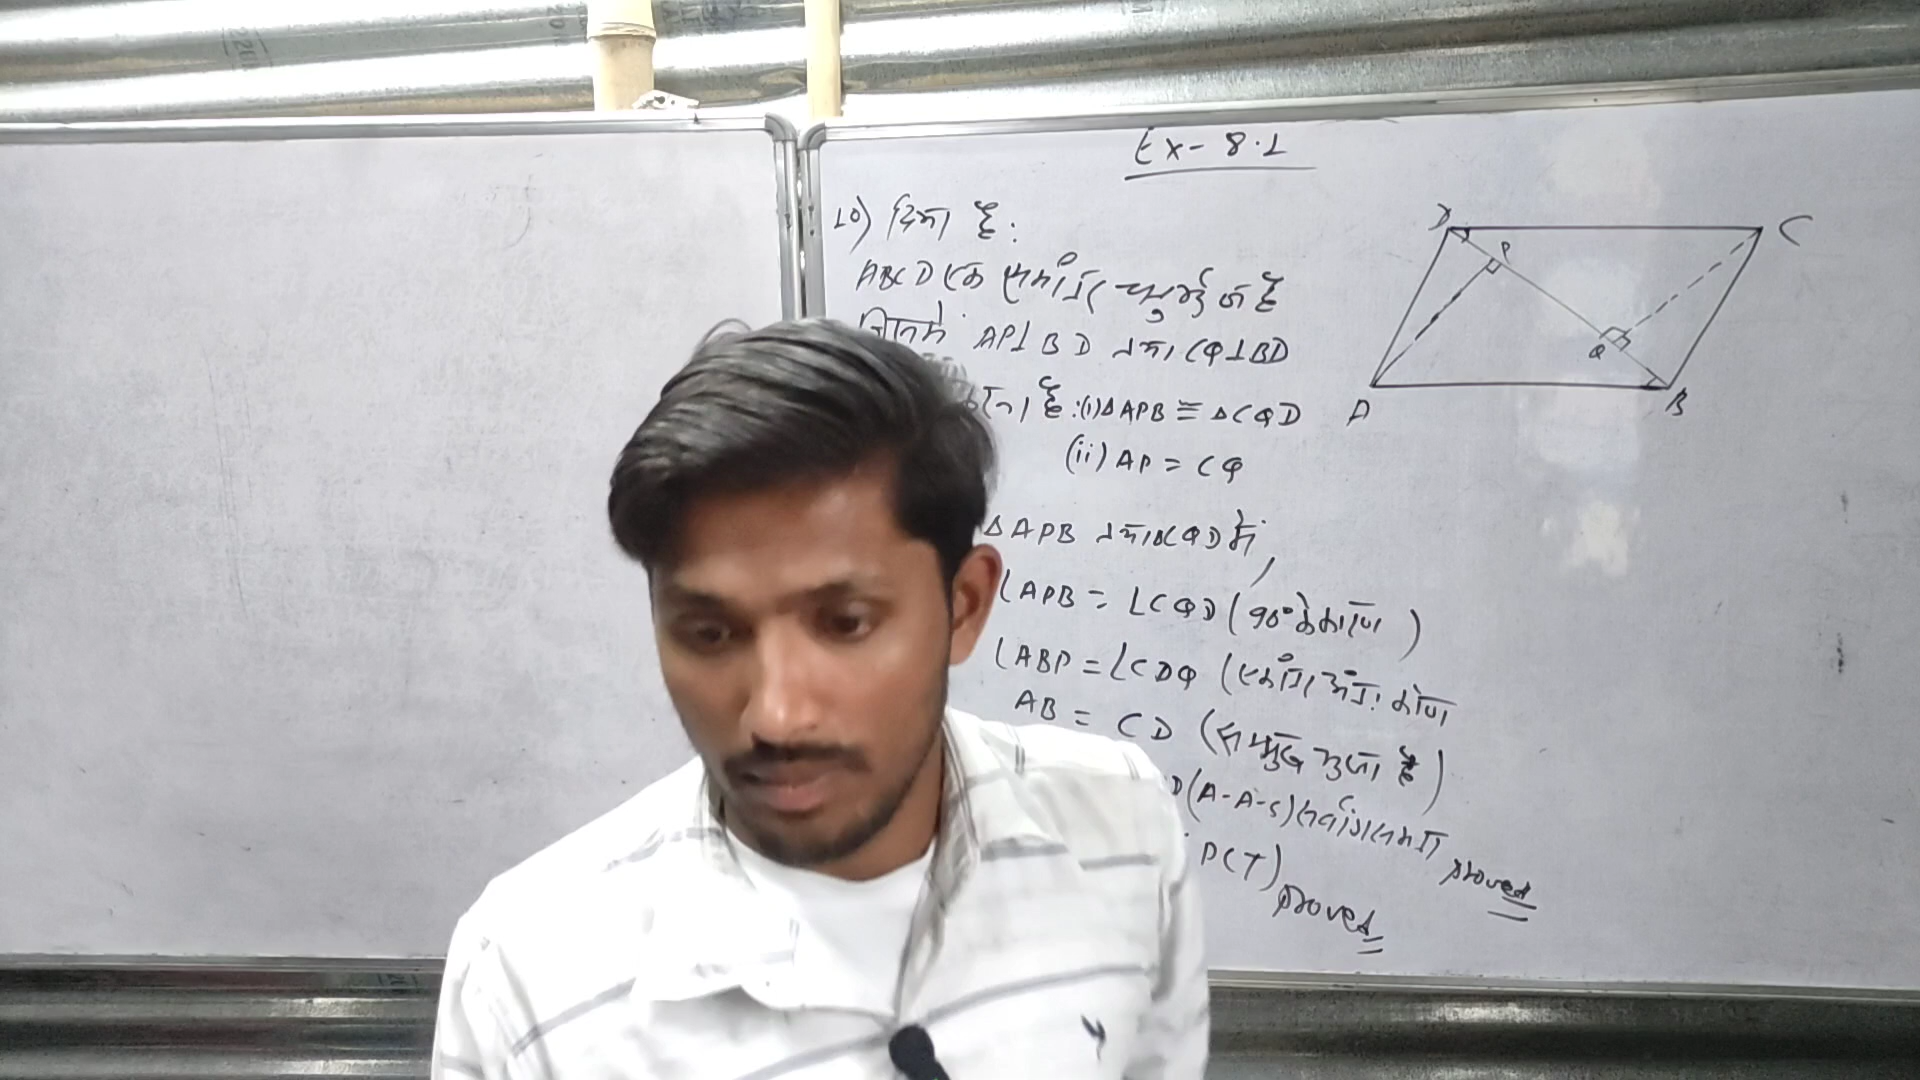 Ex- 8.1
10) दिया है:
ABCD एक समांतर चतुर्भुज है
जिसमें AP⊥BD तथा CQ⊥BD
है:(i) ΔAPB ≅ ΔCQD
(ii) AP = CQ
ΔAPB तथा ΔCQD में,
∠APB = ∠CQD (90° के कोण)
∠ABP = ∠CDQ (एकांतर अंतः कोण
AB = CD (सम्मुख भुजा है)
D (A-A-S) सर्वांगसमता proved
PCT) proved
D
C
P
Q
A
B